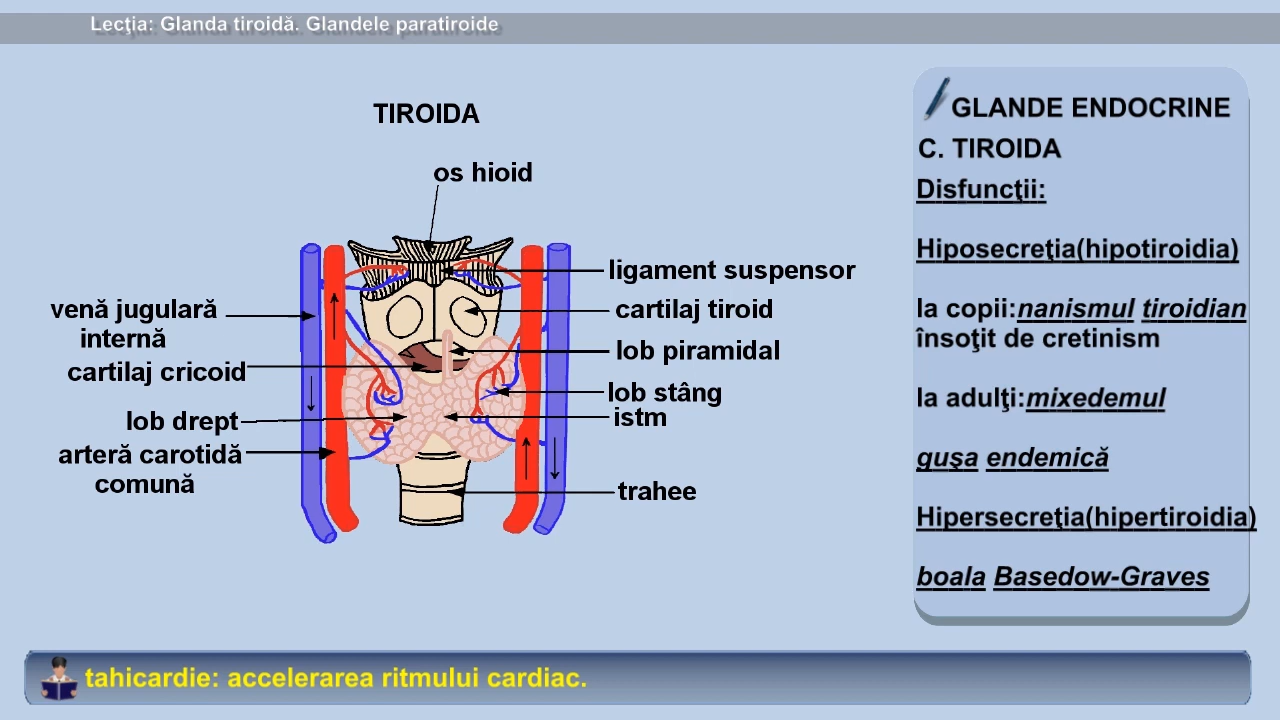 Lecţia: Glanda tiroidă. Glandele paratiroide
TIROIDA
os hioid
ligament suspensor
cartilaj tiroid
lob piramidal
lob stâng
istm
trahee
venă jugulară
internă
cartilaj cricoid
lob drept
arteră carotidă
comună
GLANDE ENDOCRINE
C. TIROIDA
Disfuncţii:
Hiposecreţia(hipotiroidia)
la copii:nanismul tiroidian
însoţit de cretinism
la adulţi:mixedemul
guşa endemică
Hipersecreţia(hipertiroidia)
boala Basedow-Graves
tahicardie: accelerarea ritmului cardiac.